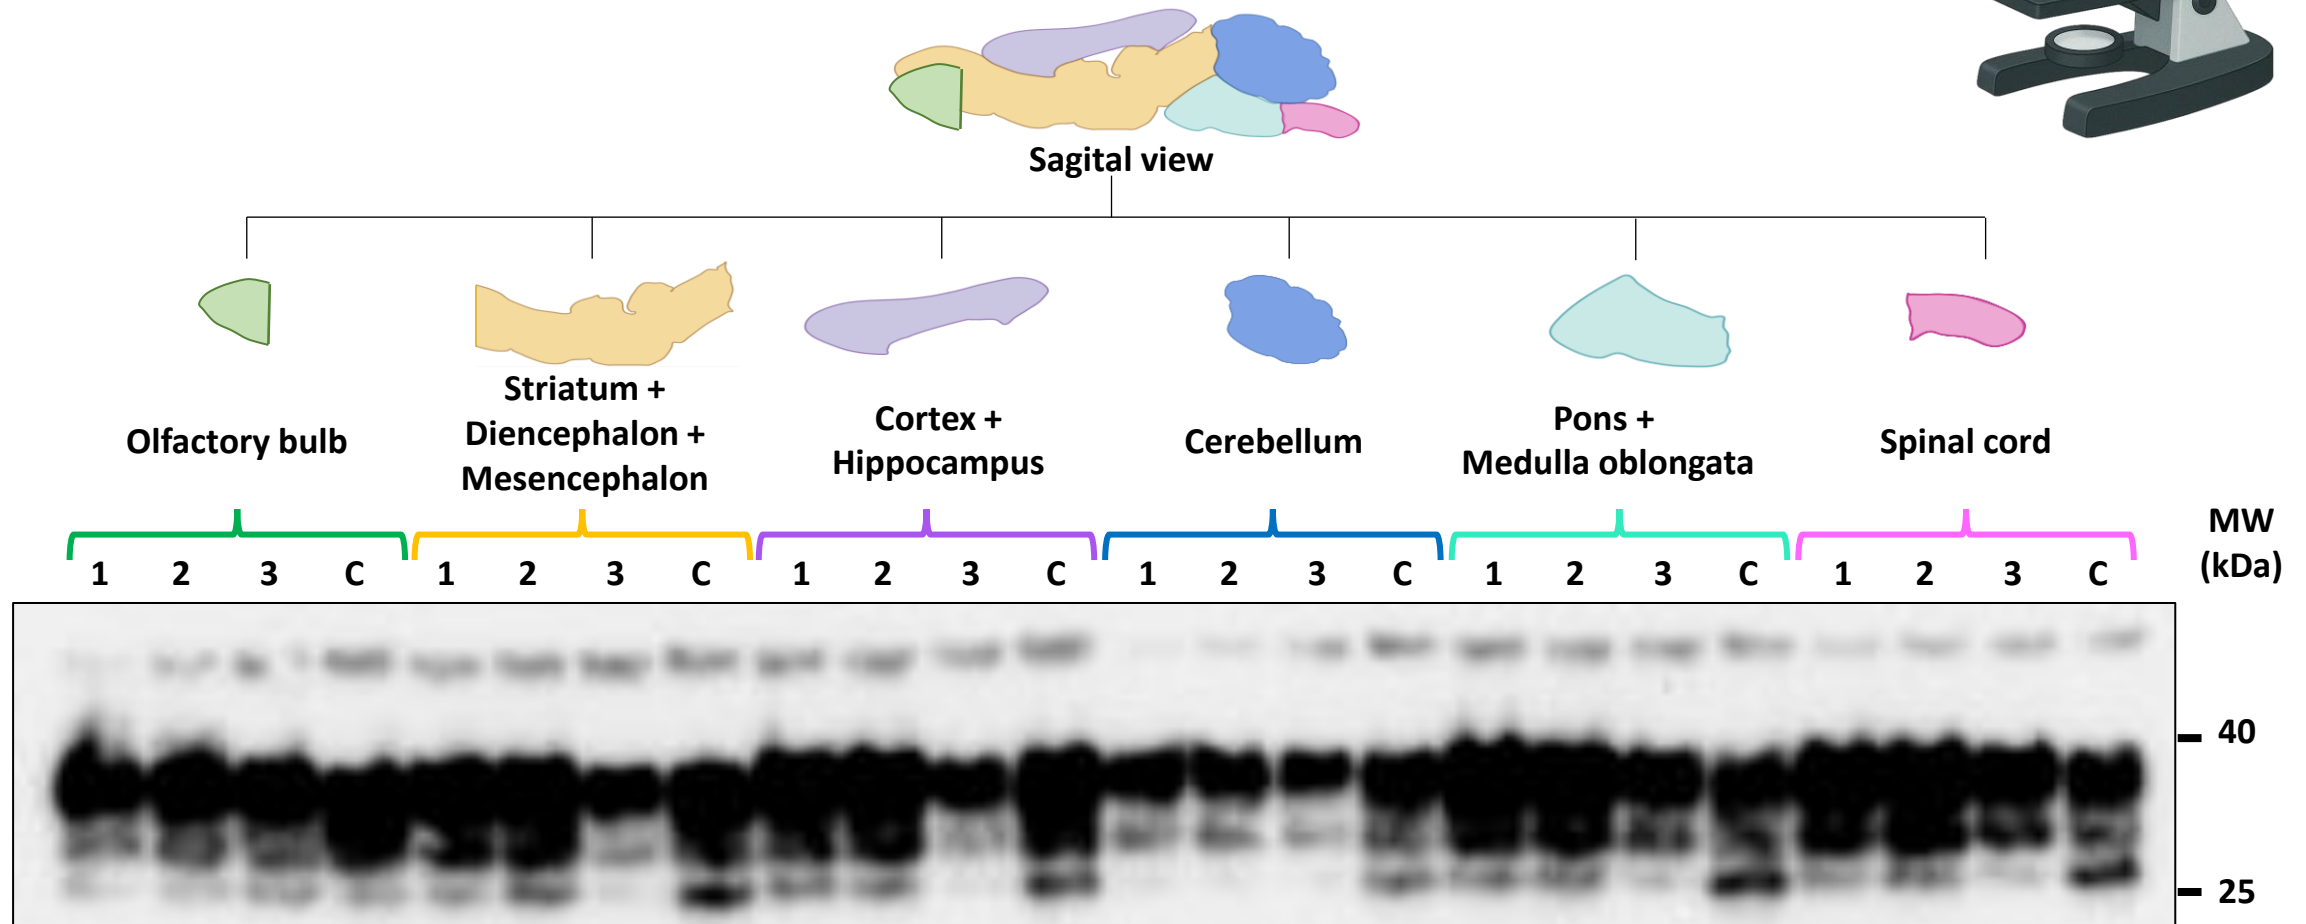 Sagital view
Olfactory bulb
Striatum +
Diencephalon +
Mesencephalon
Cortex +
Hippocampus
Cerebellum
Pons +
Medulla oblongata
Spinal cord
MW
(kDa)
1 2 3 C 1 2 3 C 1 2 3 C 1 2 3 C 1 2 3 C 1 2 3 C
40
25